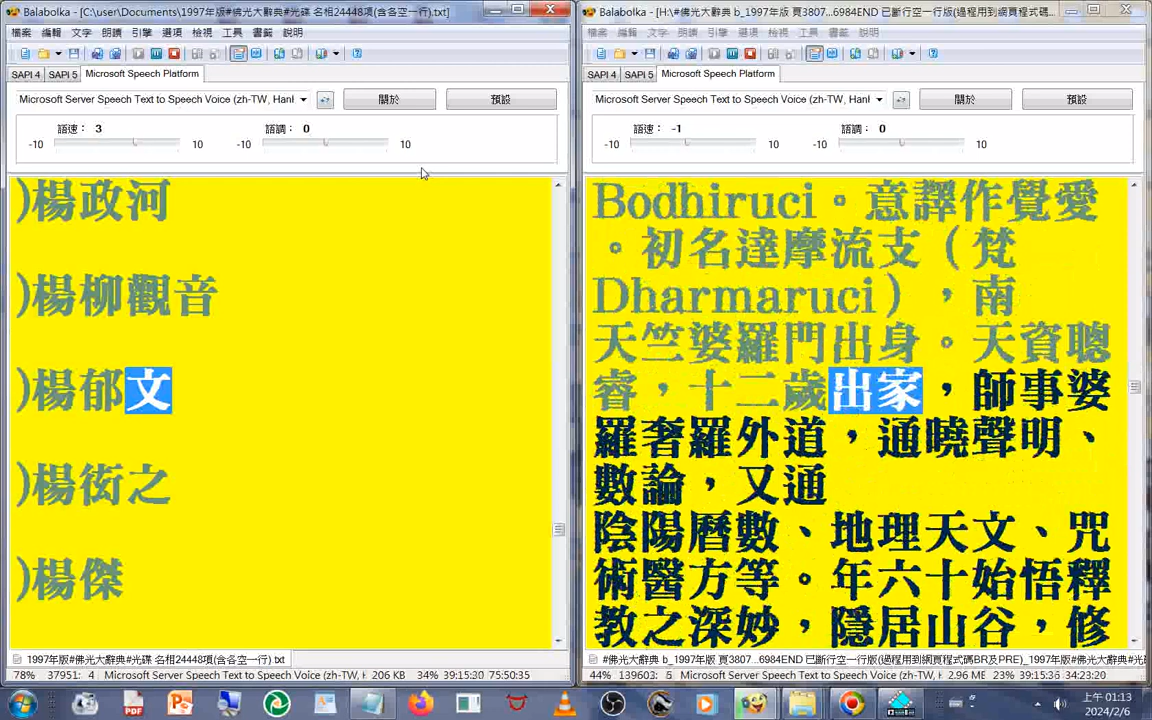 Balabolka - [C:\user\Documents\1997年版#佛光大辭典#光碟 名相24448項(含各空一行).txt]
檔案 編輯 文字 朗讀 引擎 選項 檢視 工具 書籤 說明
SAPI 4 SAPI 5 Microsoft Speech Platform
Microsoft Server Speech Text to Speech Voice (zh-TW, Hanl
關於
預設
語速： 3
語調： 0
-10 10 -10 10
)楊政河
)楊柳觀音
)楊郁文
)楊衒之
)楊傑
1997年版#佛光大辭典#光碟 名相24448項(含各空一行).txt
78% 37951: 4 Microsoft Server Speech Text to Speech Voice (zh-TW, H 206 KB 34% 39:15:30 75:50:35
Balabolka - [H:\#佛光大辭典 b_1997年版 頁3807...6984END 已斷行空一行版(過程用到網頁程式碼...
檔案 編輯 文字 朗讀 引擎 選項 檢視 工具 書籤 說明
SAPI 4 SAPI 5 Microsoft Speech Platform
Microsoft Server Speech Text to Speech Voice (zh-TW, Hanl
關於
預設
語速： -1
語調： 0
-10 10 -10 10
Bodhiruci。意譯作覺愛
。初名達摩流支（梵
Dharmaruci），南
天竺婆羅門出身。天資聰
睿，十二歲出家，師事婆
羅奢羅外道，通曉聲明、
數論，又通
陰陽曆數、地理天文、咒
術醫方等。年六十始悟釋
教之深妙，隱居山谷，修
#佛光大辭典 b_1997年版 頁3807...6984END 已斷行空一行版(過程用到網頁程式碼BR及PRE)_1997年版#光
44% 139603: 5 Microsoft Server Speech Text to Speech Voice (zh-TW, 2.96 MB 23% 39:15:36 34:23:20
上午 01:13
2024/2/6